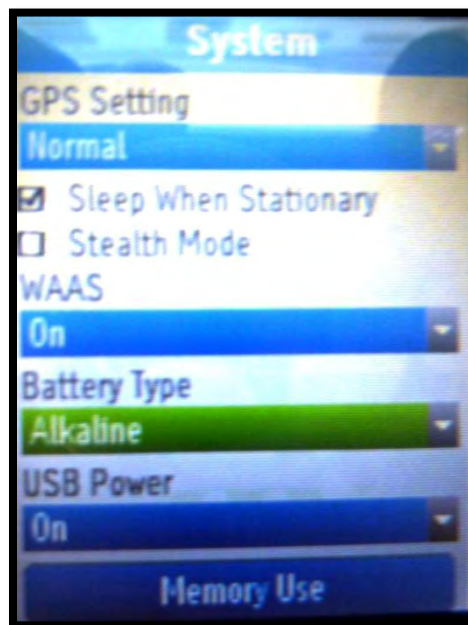 System
GPS Setting
Normal
Sleep When Stationary
Stealth Mode
WAAS
On
Battery Type
Alkaline
USB Power
On
Memory Use